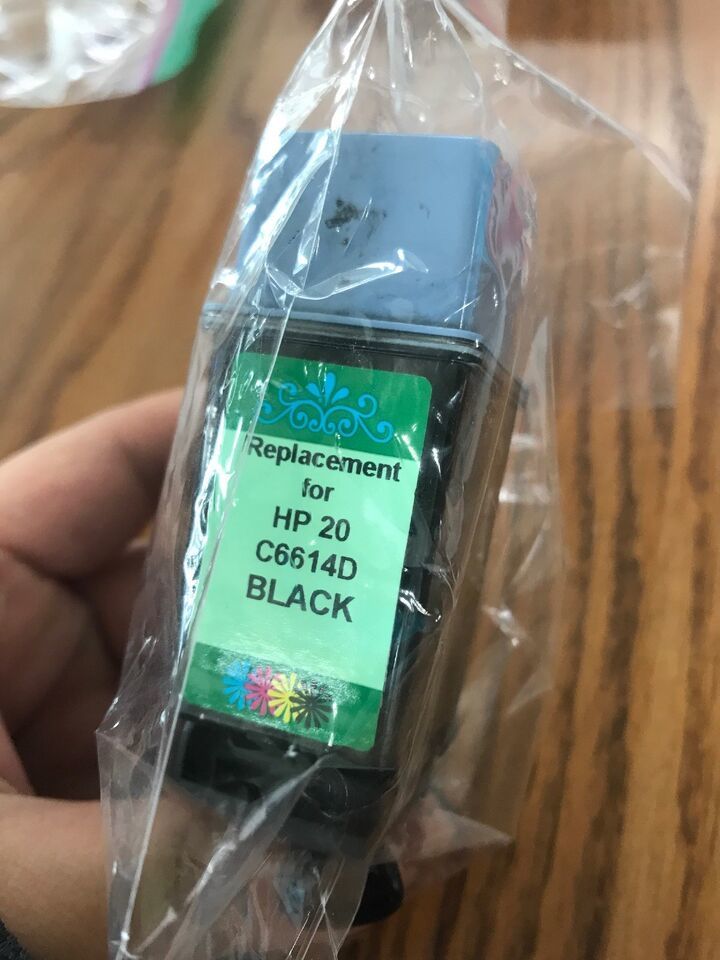 Replacement
for
HP 20
C6614D
BLACK